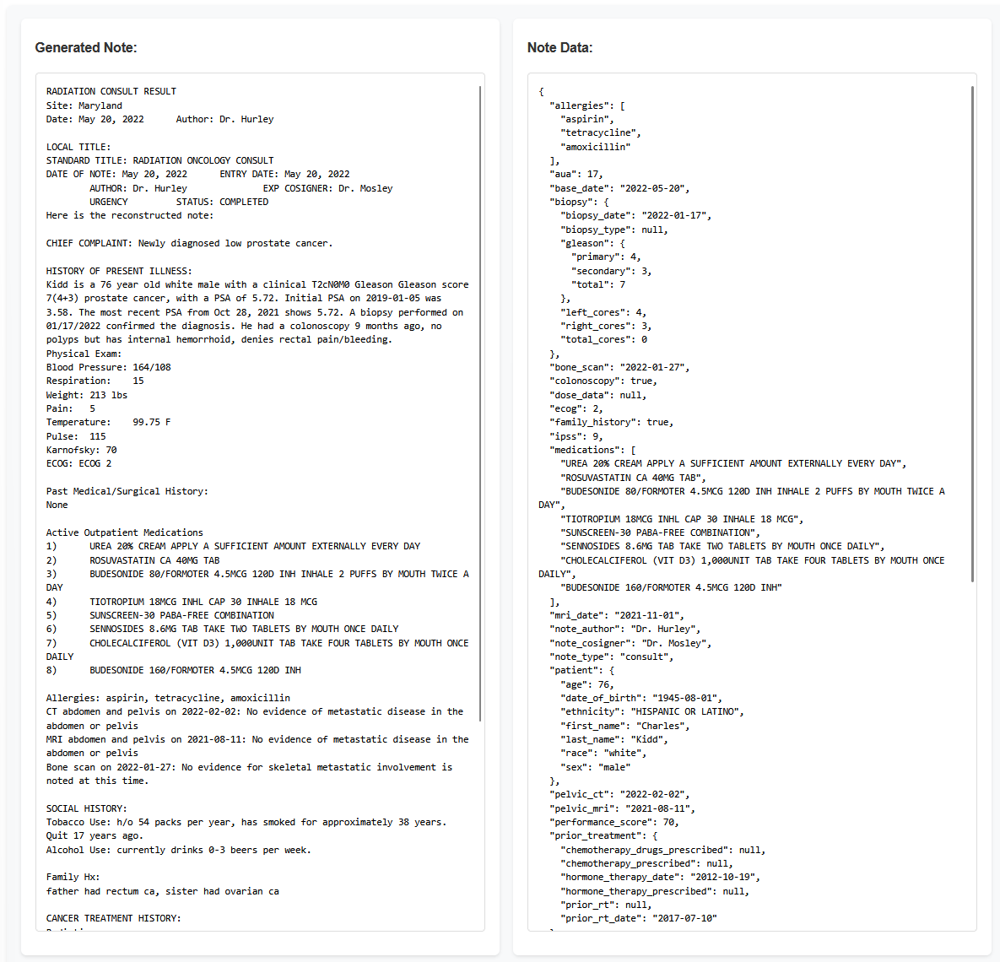 Generated Note:
RADIATION CONSULT RESULT
Site: Maryland
Date: May 20, 2022      Author: Dr. Hurley
LOCAL TITLE:
STANDARD TITLE: RADIATION ONCOLOGY CONSULT
DATE OF NOTE: May 20, 2022      ENTRY DATE: May 20, 2022
        AUTHOR: Dr. Hurley              EXP COSIGNER: Dr. Mosley
        URGENCY         STATUS: COMPLETED
Here is the reconstructed note:
CHIEF COMPLAINT: Newly diagnosed low prostate cancer.
HISTORY OF PRESENT ILLNESS:
Kidd is a 76 year old white male with a clinical T2cN0M0 Gleason Gleason score
7(4+3) prostate cancer, with a PSA of 5.72. Initial PSA on 2019-01-05 was
3.58. The most recent PSA from Oct 28, 2021 shows 5.72. A biopsy performed on
01/17/2022 confirmed the diagnosis. He had a colonoscopy 9 months ago, no
polyps but has internal hemorrhoid, denies rectal pain/bleeding.
Physical Exam:
Blood Pressure: 164/108
Respiration:    15
Weight: 213 lbs
Pain:   5
Temperature:    99.75 F
Pulse:  115
Karnofsky: 70
ECOG: ECOG 2
Past Medical/Surgical History:
None
Active Outpatient Medications
1)      UREA 20% CREAM APPLY A SUFFICIENT AMOUNT EXTERNALLY EVERY DAY
2)      ROSUVASTATIN CA 40MG TAB
3)      BUDESONIDE 80/FORMOTER 4.5MCG 120D INH INHALE 2 PUFFS BY MOUTH TWICE A
DAY
4)      TIOTROPIUM 18MCG INHL CAP 30 INHALE 18 MCG
5)      SUNSCREEN-30 PABA-FREE COMBINATION
6)      SENNOSIDES 8.6MG TAB TAKE TWO TABLETS BY MOUTH ONCE DAILY
7)      CHOLECALCIFEROL (VIT D3) 1,000UNIT TAB TAKE FOUR TABLETS BY MOUTH ONCE
DAILY
8)      BUDESONIDE 160/FORMOTER 4.5MCG 120D INH
Allergies: aspirin, tetracycline, amoxicillin
CT abdomen and pelvis on 2022-02-02: No evidence of metastatic disease in the
abdomen or pelvis
MRI abdomen and pelvis on 2021-08-11: No evidence of metastatic disease in the
abdomen or pelvis
Bone scan on 2022-01-27: No evidence for skeletal metastatic involvement is
noted at this time.
SOCIAL HISTORY:
Tobacco Use: h/o 54 packs per year, has smoked for approximately 38 years.
Quit 17 years ago.
Alcohol Use: currently drinks 0-3 beers per week.
Family Hx:
father had rectum ca, sister had ovarian ca
CANCER TREATMENT HISTORY:
Note Data:
{
  "allergies": [
    "aspirin",
    "tetracycline",
    "amoxicillin"
  ],
  "aua": 17,
  "base_date": "2022-05-20",
  "biopsy": {
    "biopsy_date": "2022-01-17",
    "biopsy_type": null,
    "gleason": {
      "primary": 4,
      "secondary": 3,
      "total": 7
    },
    "left_cores": 4,
    "right_cores": 3,
    "total_cores": 0
  },
  "bone_scan": "2022-01-27",
  "colonoscopy": true,
  "dose_data": null,
  "ecog": 2,
  "family_history": true,
  "ipss": 9,
  "medications": [
    "UREA 20% CREAM APPLY A SUFFICIENT AMOUNT EXTERNALLY EVERY DAY",
    "ROSUVASTATIN CA 40MG TAB",
    "BUDESONIDE 80/FORMOTER 4.5MCG 120D INH INHALE 2 PUFFS BY MOUTH TWICE A
DAY",
    "TIOTROPIUM 18MCG INHL CAP 30 INHALE 18 MCG",
    "SUNSCREEN-30 PABA-FREE COMBINATION",
    "SENNOSIDES 8.6MG TAB TAKE TWO TABLETS BY MOUTH ONCE DAILY",
    "CHOLECALCIFEROL (VIT D3) 1,000UNIT TAB TAKE FOUR TABLETS BY MOUTH ONCE
DAILY",
    "BUDESONIDE 160/FORMOTER 4.5MCG 120D INH"
  ],
  "mri_date": "2021-11-01",
  "note_author": "Dr. Hurley",
  "note_cosigner": "Dr. Mosley",
  "note_type": "consult",
  "patient": {
    "age": 76,
    "date_of_birth": "1945-08-01",
    "ethnicity": "HISPANIC OR LATINO",
    "first_name": "Charles",
    "last_name": "Kidd",
    "race": "white",
    "sex": "male"
  },
  "pelvic_ct": "2022-02-02",
  "pelvic_mri": "2021-08-11",
  "performance_score": 70,
  "prior_treatment": {
    "chemotherapy_drugs_prescribed": null,
    "chemotherapy_prescribed": null,
    "hormone_therapy_date": "2012-10-19",
    "hormone_therapy_prescribed": null,
    "prior_rt": null,
    "prior_rt_date": "2017-07-10"